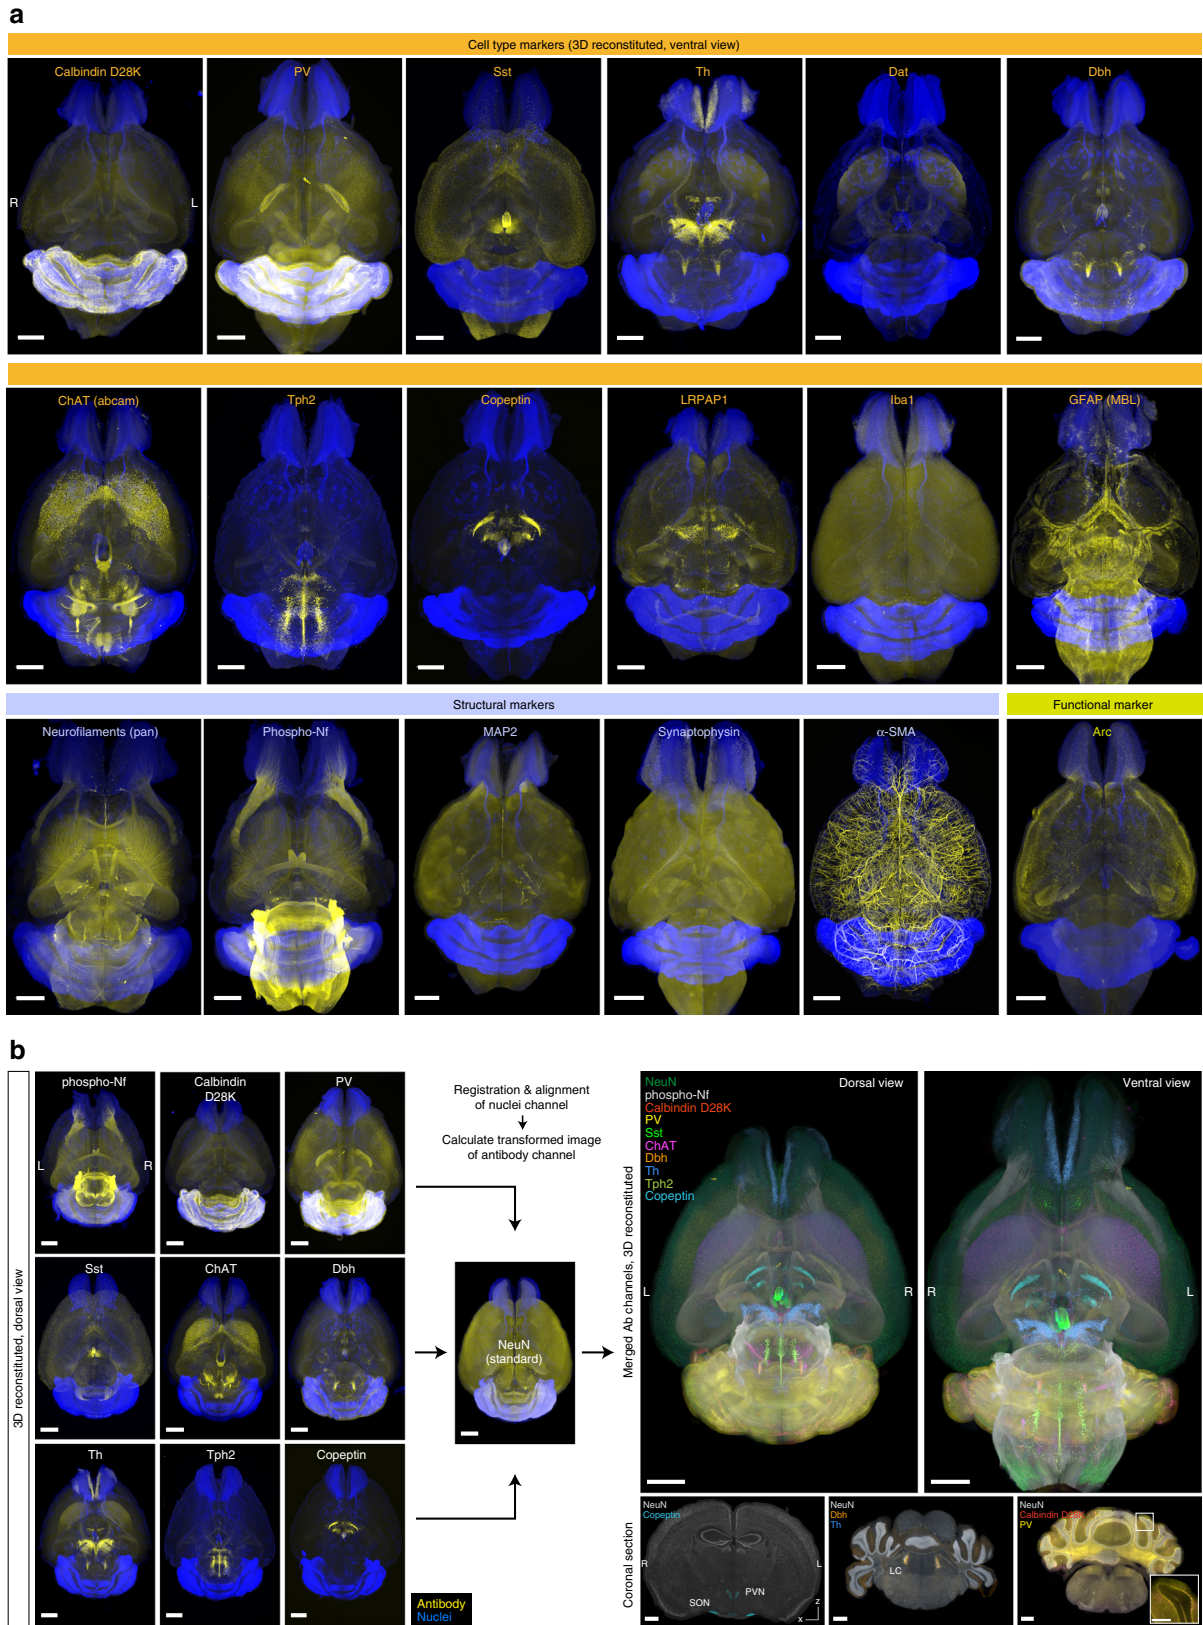 a
Cell type markers (3D reconstituted, ventral view)
Calbindin D28K
PV
Sst
Th
Dat
Dbh
R
L
ChAT (abcam)
Tph2
Copeptin
LRPAP1
Iba1
GFAP (MBL)
Structural markers
Functional marker
Neurofilaments (pan)
Phospho-Nf
MAP2
Synaptophysin
α-SMA
Arc
b
3D reconstituted, dorsal view
phospho-Nf
Calbindin
D28K
PV
L
R
Sst
ChAT
Dbh
Th
Tph2
Copeptin
Antibody
Nuclei
Registration & alignment
of nuclei channel
Calculate transformed image
of antibody channel
NeuN
(standard)
Merged Ab channels, 3D reconstituted
NeuN
phospho-Nf
Calbindin D28K
PV
Sst
ChAT
Dbh
Th
Tph2
Copeptin
Dorsal view
L
R
Ventral view
R
L
Coronal section
NeuN
Copeptin
R
L
SON
PVN
z
x
NeuN
Dbh
Th
LC
NeuN
Calbindin D28K
PV